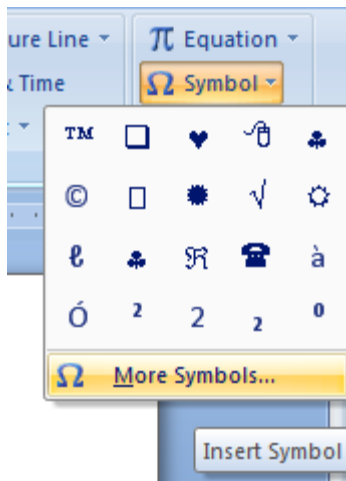 ure Line
π Equation
& Time
Ω Symbol
TM ❑ ♥ 🖰 ♣
© □ ✹ √ ☼
ℓ ♣ ℜ ☎ à
Ó ² 2 ₂ ⁰
Ω More Symbols...
Insert Symbol